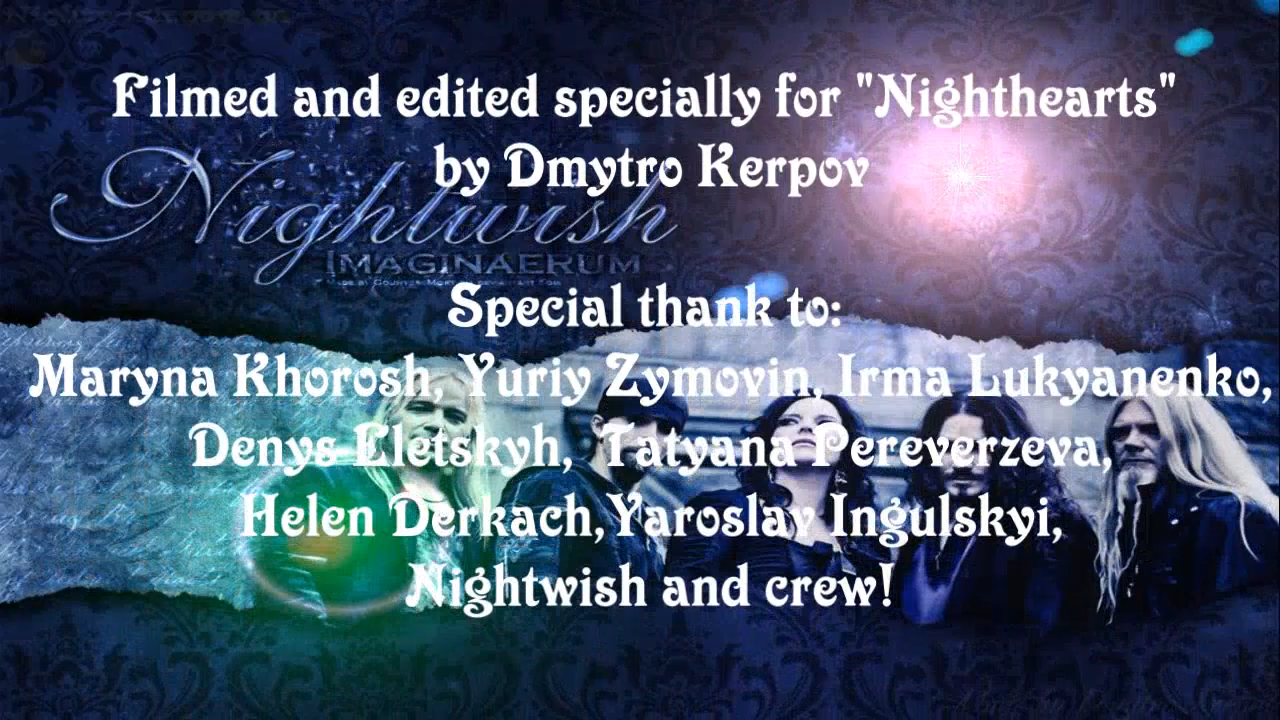 Filmed and edited specially for "Nighthearts"
by Dmytro Kerpov
Nightwish
IMAGINAERUM
Special thank to:
Maryna Khorosh, Yuriy Zymovin, Irma Lukyanenko,
Denys Eletskyh, Tatyana Pereverzeva,
Helen Derkach,Yaroslav Ingulskyi,
Nightwish and crew!